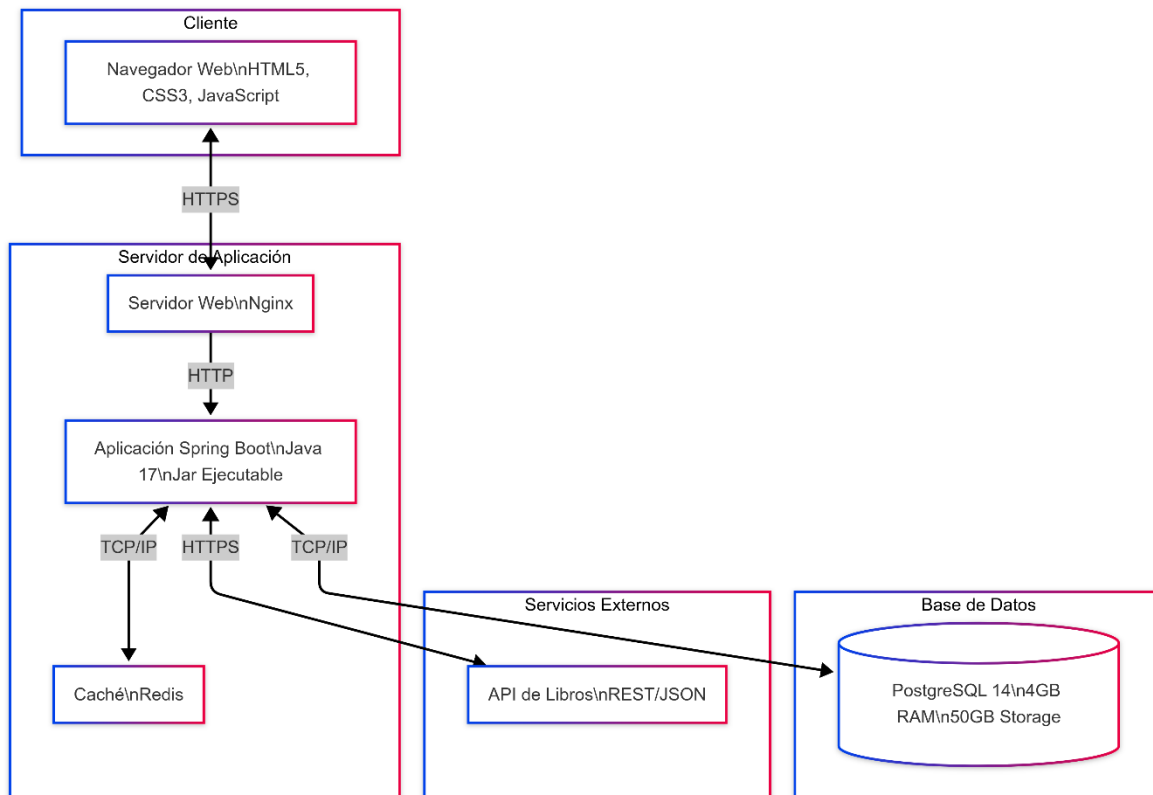 Cliente
Navegador Web\nHTML5,
CSS3, JavaScript
HTTPS
Servidor de Aplicación
Servidor Web\nNginx
HTTP
Aplicación Spring Boot\nJava
17\nJar Ejecutable
TCP/IP
HTTPS
TCP/IP
Servicios Externos
Base de Datos
Caché\nRedis
API de Libros\nREST/JSON
PostgreSQL 14\n4GB
RAM\n50GB Storage